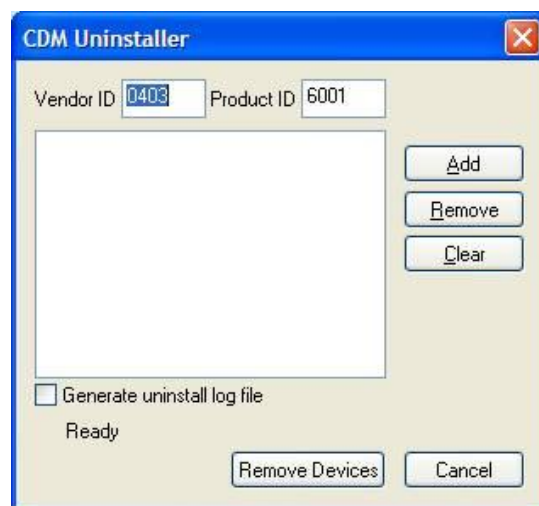 CDM Uninstaller
Vendor ID 0403 Product ID 6001
Add
Remove
Clear
Generate uninstall log file
Ready
Remove Devices Cancel